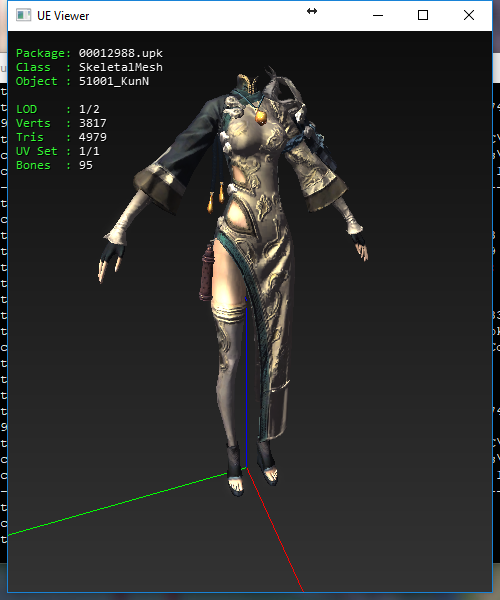 UE Viewer
Package: 00012988.upk
Class : SkeletalMesh
Object : 51001_KunN
LOD : 1/2
Verts : 3817
Tris : 4979
UV Set : 1/1
Bones : 95